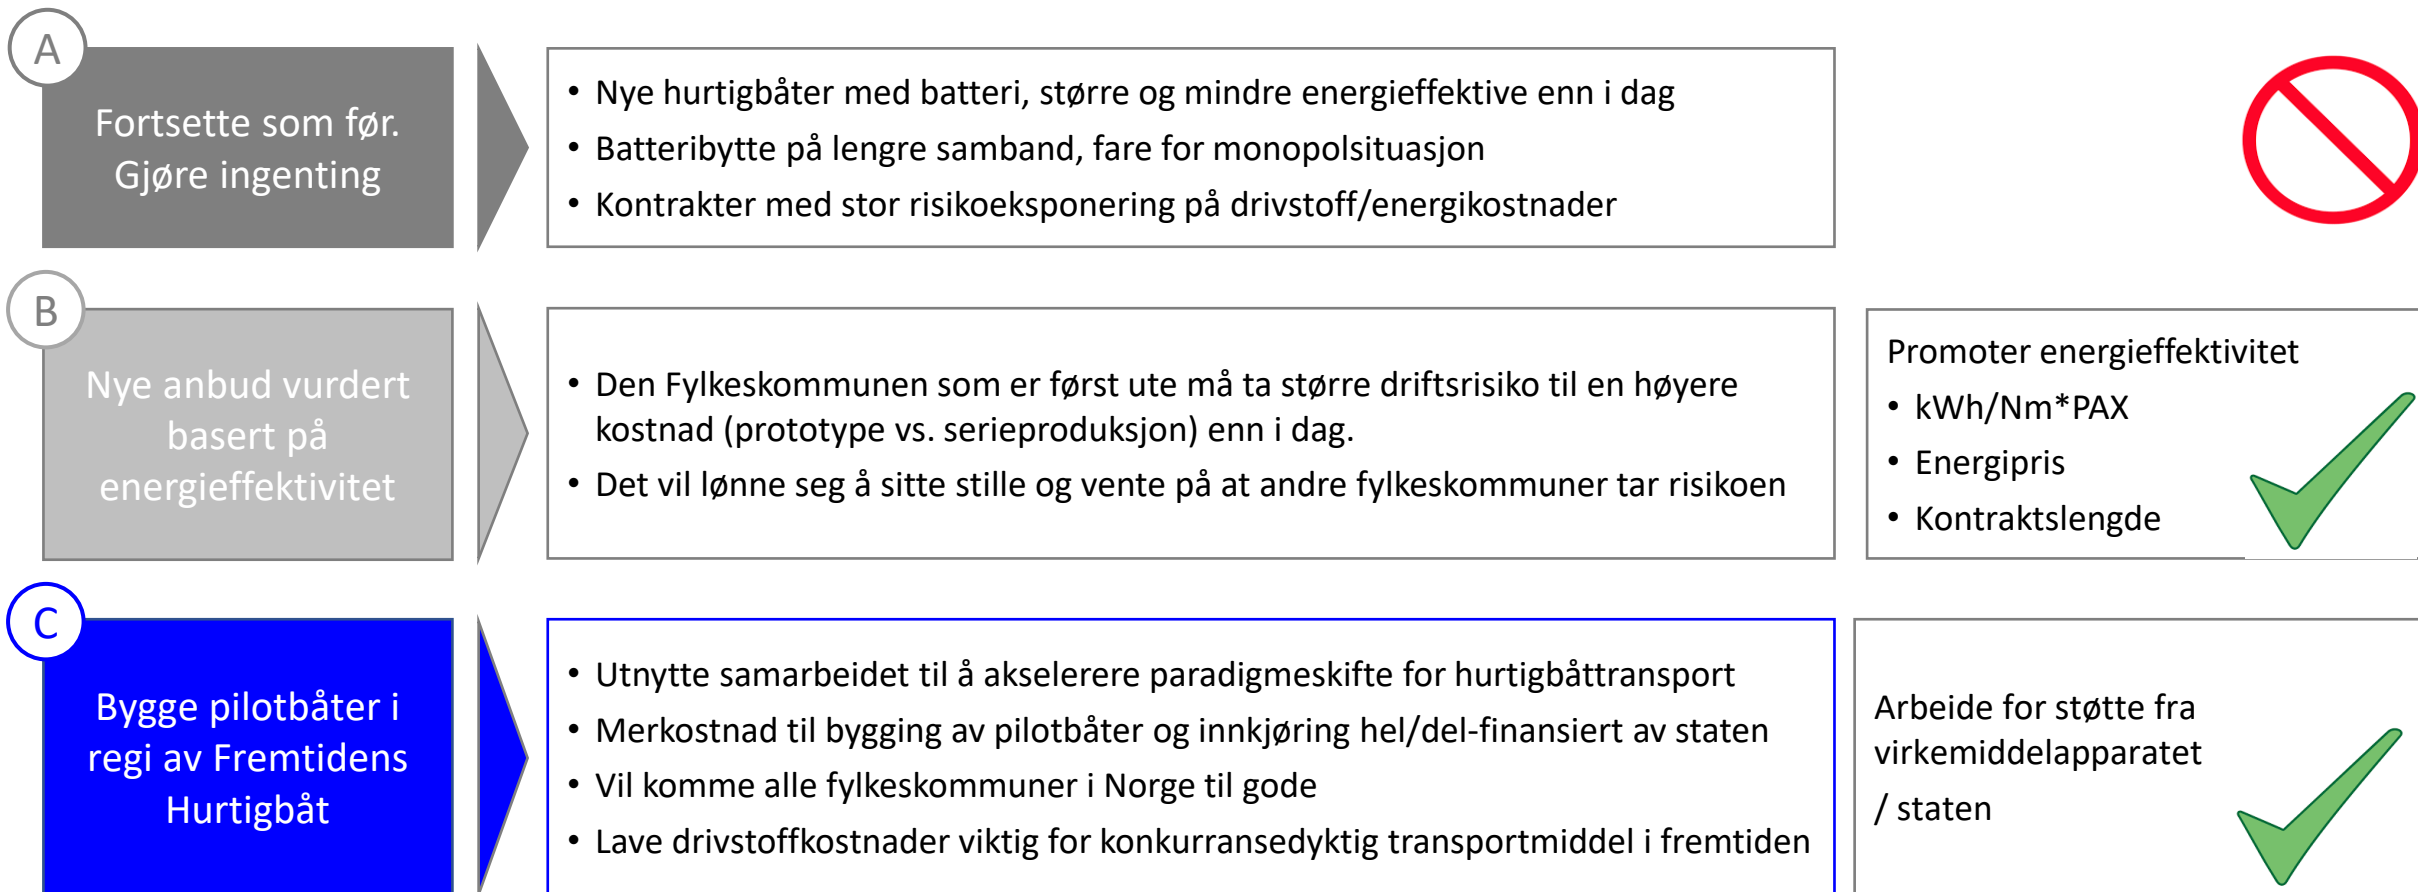 A
Fortsette som før.
Gjøre ingenting
• Nye hurtigbåter med batteri, større og mindre energieffektive enn i dag
• Batteribytte på lengre samband, fare for monopolsituasjon
• Kontrakter med stor risikoeksponering på drivstoff/energikostnader
B
Nye anbud vurdert
basert på
energieffektivitet
• Den Fylkeskommunen som er først ute må ta større driftsrisiko til en høyere
kostnad (prototype vs. serieproduksjon) enn i dag.
• Det vil lønne seg å sitte stille og vente på at andre fylkeskommuner tar risikoen
Promoter energieffektivitet
• kWh/Nm*PAX
• Energipris
• Kontraktslengde
C
Bygge pilotbåter i
regi av Fremtidens
Hurtigbåt
• Utnytte samarbeidet til å akselerere paradigmeskifte for hurtigbåttransport
• Merkostnad til bygging av pilotbåter og innkjøring hel/del-finansiert av staten
• Vil komme alle fylkeskommuner i Norge til gode
• Lave drivstoffkostnader viktig for konkurransedyktig transportmiddel i fremtiden
Arbeide for støtte fra
virkemiddelapparatet
/ staten